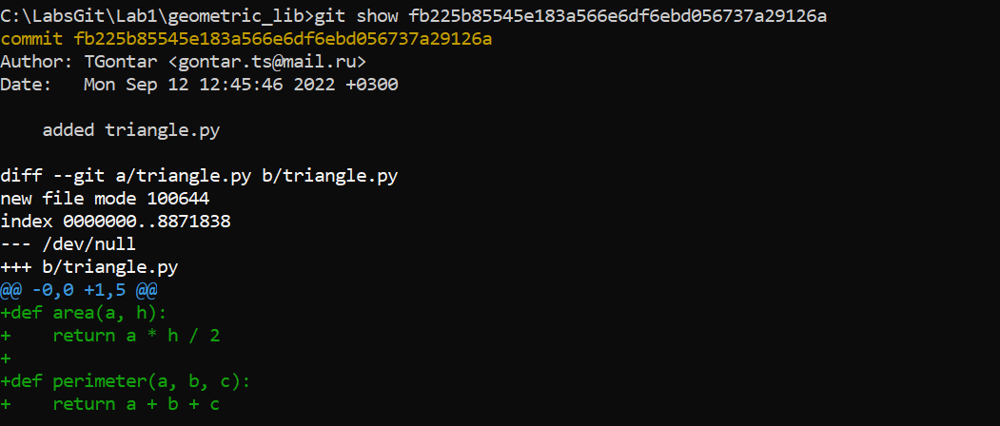 C:\LabsGit\Lab1\geometric_lib>git show fb225b85545e183a566e6df6ebd056737a29126a
commit fb225b85545e183a566e6df6ebd056737a29126a
Author: TGontar <gontar.ts@mail.ru>
Date:   Mon Sep 12 12:45:46 2022 +0300
    added triangle.py
diff --git a/triangle.py b/triangle.py
new file mode 100644
index 0000000..8871838
--- /dev/null
+++ b/triangle.py
@@ -0,0 +1,5 @@
+def area(a, h):
+    return a * h / 2
+
+def perimeter(a, b, c):
+    return a + b + c